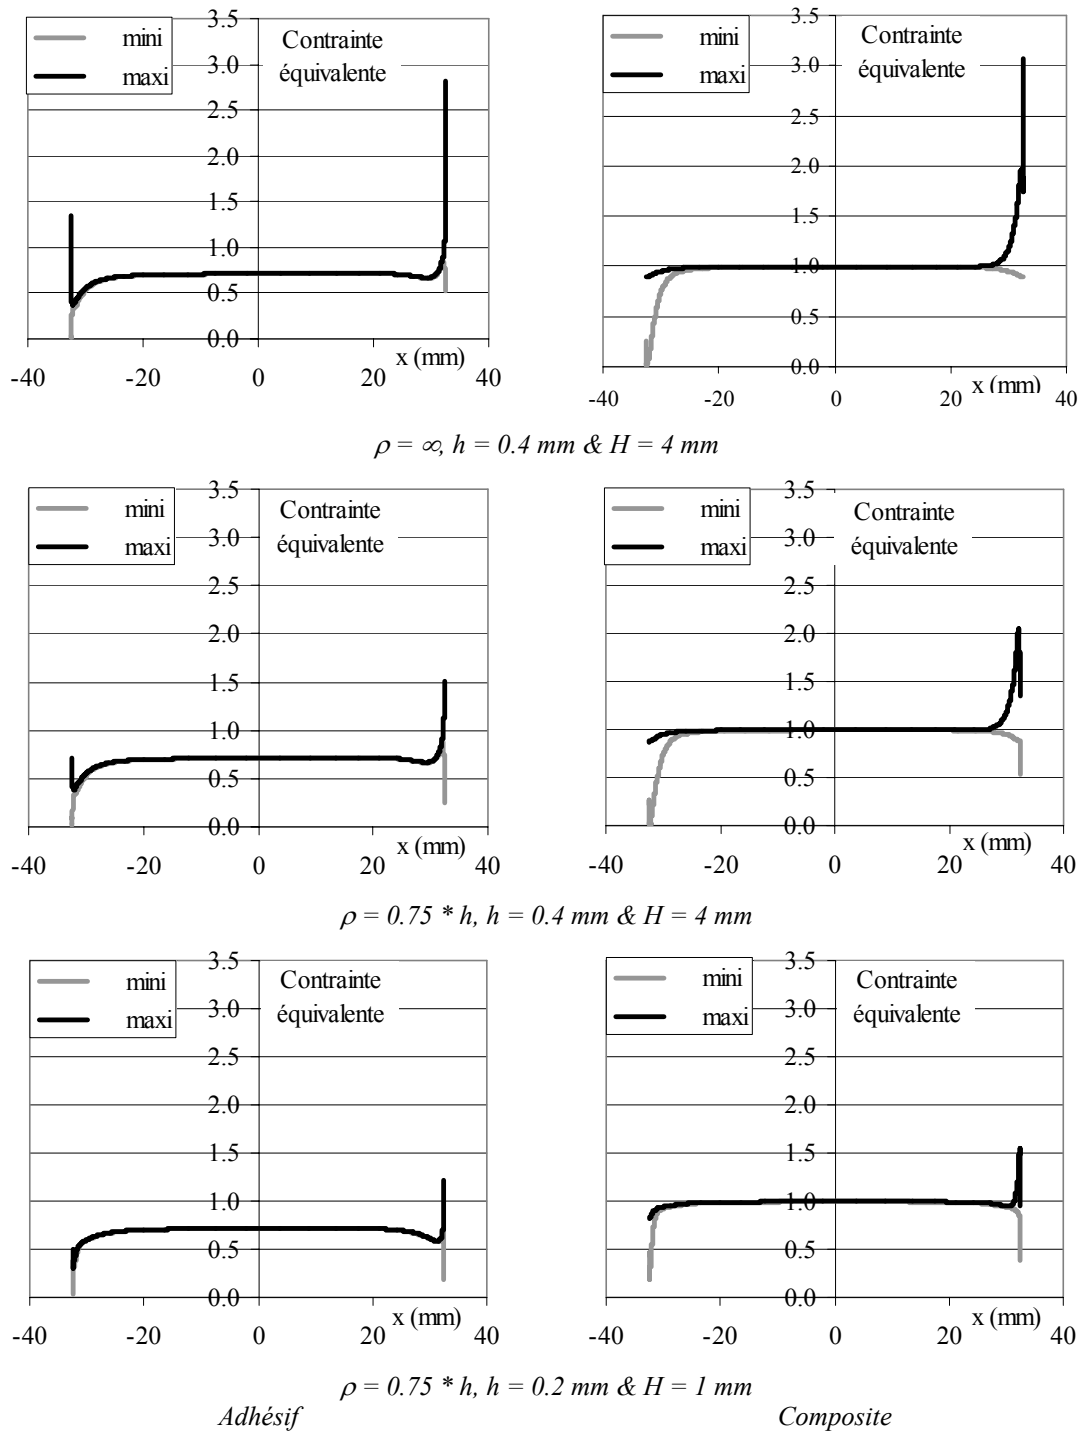 mini
maxi
Contrainte
équivalente
3.5
3.0
2.5
2.0
1.5
1.0
0.5
0.0
x (mm)
-40 -20 0 20 40
mini
maxi
Contrainte
équivalente
3.5
3.0
2.5
2.0
1.5
1.0
0.5
0.0
x (mm)
-40 -20 0 20 40
ρ = ∞, h = 0.4 mm & H = 4 mm
mini
maxi
Contrainte
équivalente
3.5
3.0
2.5
2.0
1.5
1.0
0.5
0.0
x (mm)
-40 -20 0 20 40
mini
maxi
Contrainte
équivalente
3.5
3.0
2.5
2.0
1.5
1.0
0.5
0.0
x (mm)
-40 -20 0 20 40
ρ = 0.75 * h, h = 0.4 mm & H = 4 mm
mini
maxi
Contrainte
équivalente
3.5
3.0
2.5
2.0
1.5
1.0
0.5
0.0
x (mm)
-40 -20 0 20 40
mini
maxi
Contrainte
équivalente
3.5
3.0
2.5
2.0
1.5
1.0
0.5
0.0
x (mm)
-40 -20 0 20 40
ρ = 0.75 * h, h = 0.2 mm & H = 1 mm
Adhésif Composite